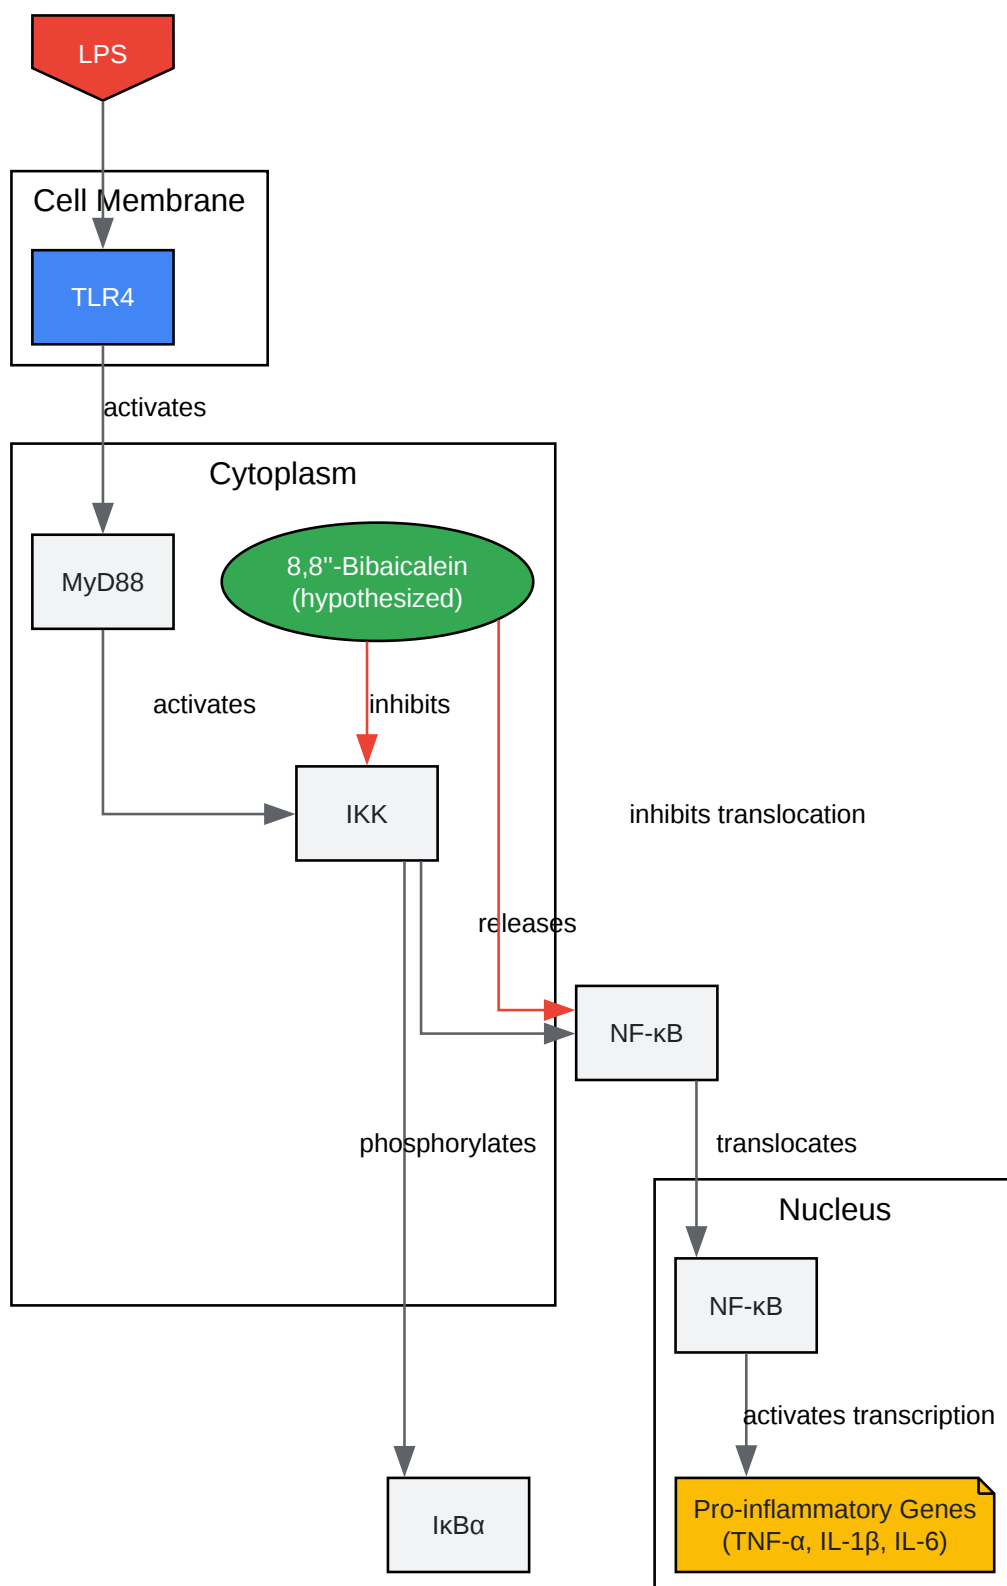 LPS
Cell Membrane
TLR4
activates
Cytoplasm
MyD88
8,8''-Bibaicalein
(hypothesized)
activates
inhibits
IKK
inhibits translocation
releases
NF-κB
phosphorylates
translocates
Nucleus
NF-κB
activates transcription
IκBα
Pro-inflammatory Genes
(TNF-α, IL-1β, IL-6)